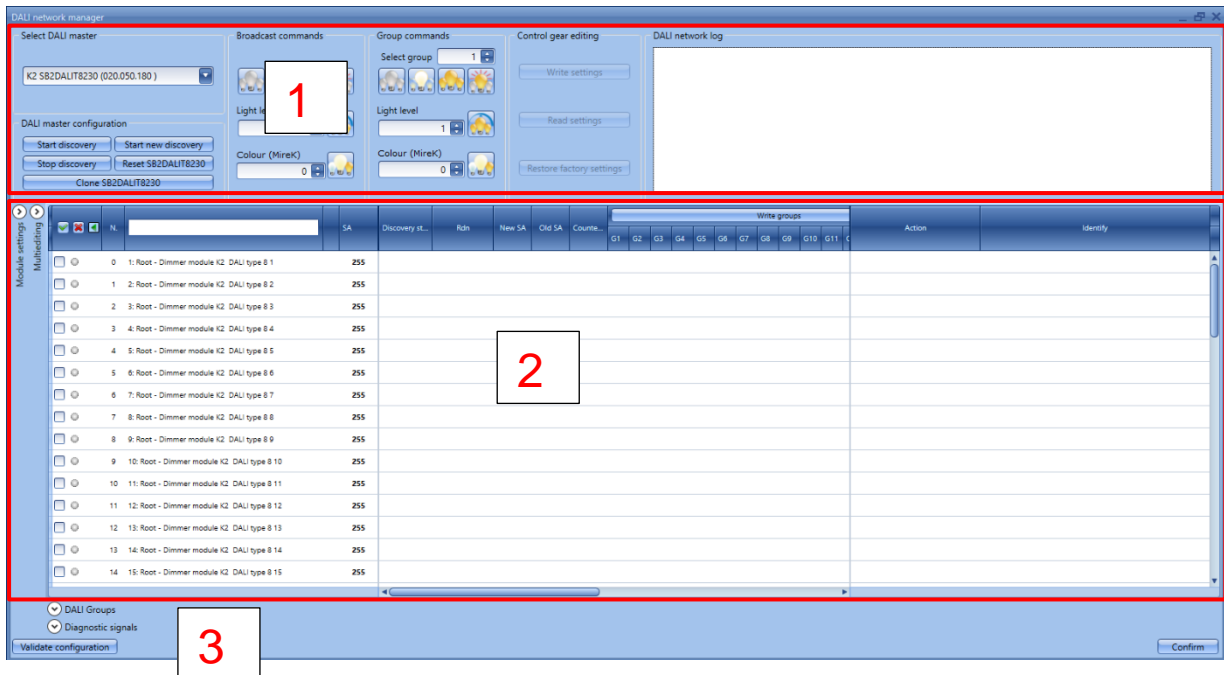 DALI network manager
Select DALI master
K2 SB2DALIT8230 (020.050.180 )
DALI master configuration
Start discovery
Start new discovery
Stop discovery
Reset SB2DALIT8230
Clone SB2DALIT8230
Broadcast commands
1
Light le
Colour (MireK)
0
Group commands
Select group
1
Light level
1
Colour (MireK)
0
Control gear editing
Write settings
Read settings
Restore factory settings
DALI network log
Module settings
Multiediting
N.
SA
Discovery st...
Rdn
New SA
Old SA
Counte...
Write groups
G1 G2 G3 G4 G5 G6 G7 G8 G9 G10 G11
Action
Identify
0 1: Root - Dimmer module K2 DALI type 8 1 255
1 2: Root - Dimmer module K2 DALI type 8 2 255
2 3: Root - Dimmer module K2 DALI type 8 3 255
3 4: Root - Dimmer module K2 DALI type 8 4 255
4 5: Root - Dimmer module K2 DALI type 8 5 255
5 6: Root - Dimmer module K2 DALI type 8 6 255
6 7: Root - Dimmer module K2 DALI type 8 7 255
7 8: Root - Dimmer module K2 DALI type 8 8 255
8 9: Root - Dimmer module K2 DALI type 8 9 255
9 10: Root - Dimmer module K2 DALI type 8 10 255
10 11: Root - Dimmer module K2 DALI type 8 11 255
11 12: Root - Dimmer module K2 DALI type 8 12 255
12 13: Root - Dimmer module K2 DALI type 8 13 255
13 14: Root - Dimmer module K2 DALI type 8 14 255
14 15: Root - Dimmer module K2 DALI type 8 15 255
2
DALI Groups
Diagnostic signals
Validate configuration
3
Confirm